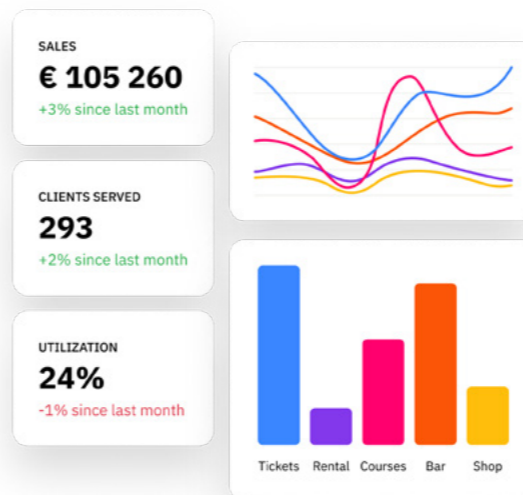 SALES
€ 105 260
+3% since last month
CLIENTS SERVED
293
+2% since last month
UTILIZATION
24%
-1% since last month
Tickets Rental Courses Bar Shop